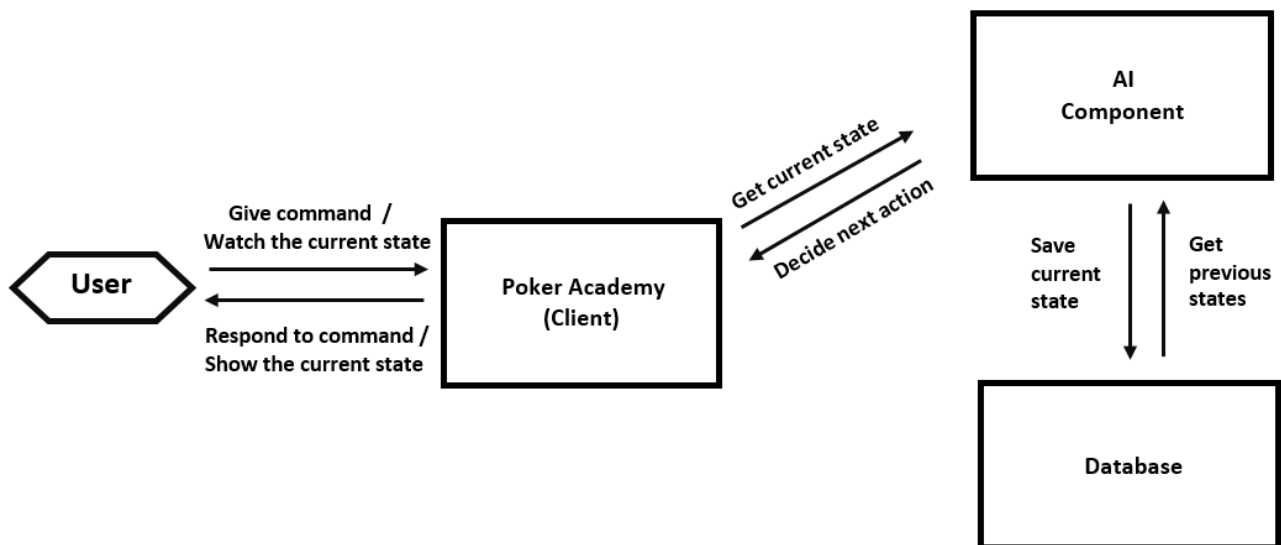 User
Give command /
Watch the current state
Respond to command /
Show the current state
Poker Academy
(Client)
Get current state
Decide next action
AI
Component
Save
current
state
Get
previous
states
Database